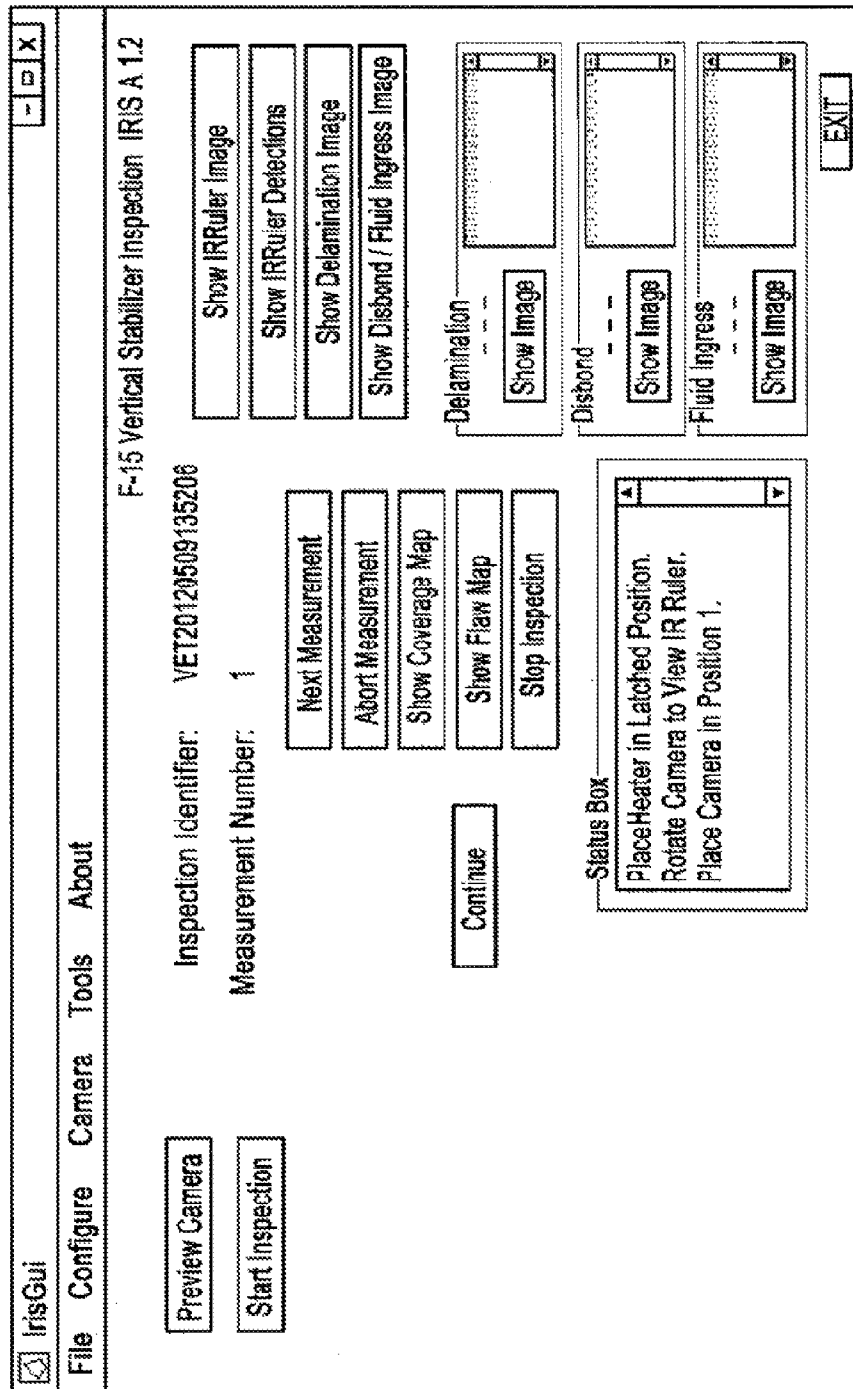 IrisGui
File Configure Camera Tools About
F-15 Vertical Stabilizer Inspection IRIS A 1.2
Preview Camera
Start Inspection
Inspection Identifier: VET20120509135206
Measurement Number: 1
Next Measurement
Abort Measurement
Show Coverage Map
Show Flaw Map
Stop Inspection
Continue
Status Box
PlaceHeater in Latched Position.
Rotate Camera to View IR Ruler.
Place Camera in Position 1.
Show IRRuler Image
Show IRRuler Detections
Show Delamination Image
Show Disbond / Fluid Ingress Image
Delamination
- - -
Show Image
Disbond
- - -
Show Image
Fluid Ingress
- - -
Show Image
EXIT